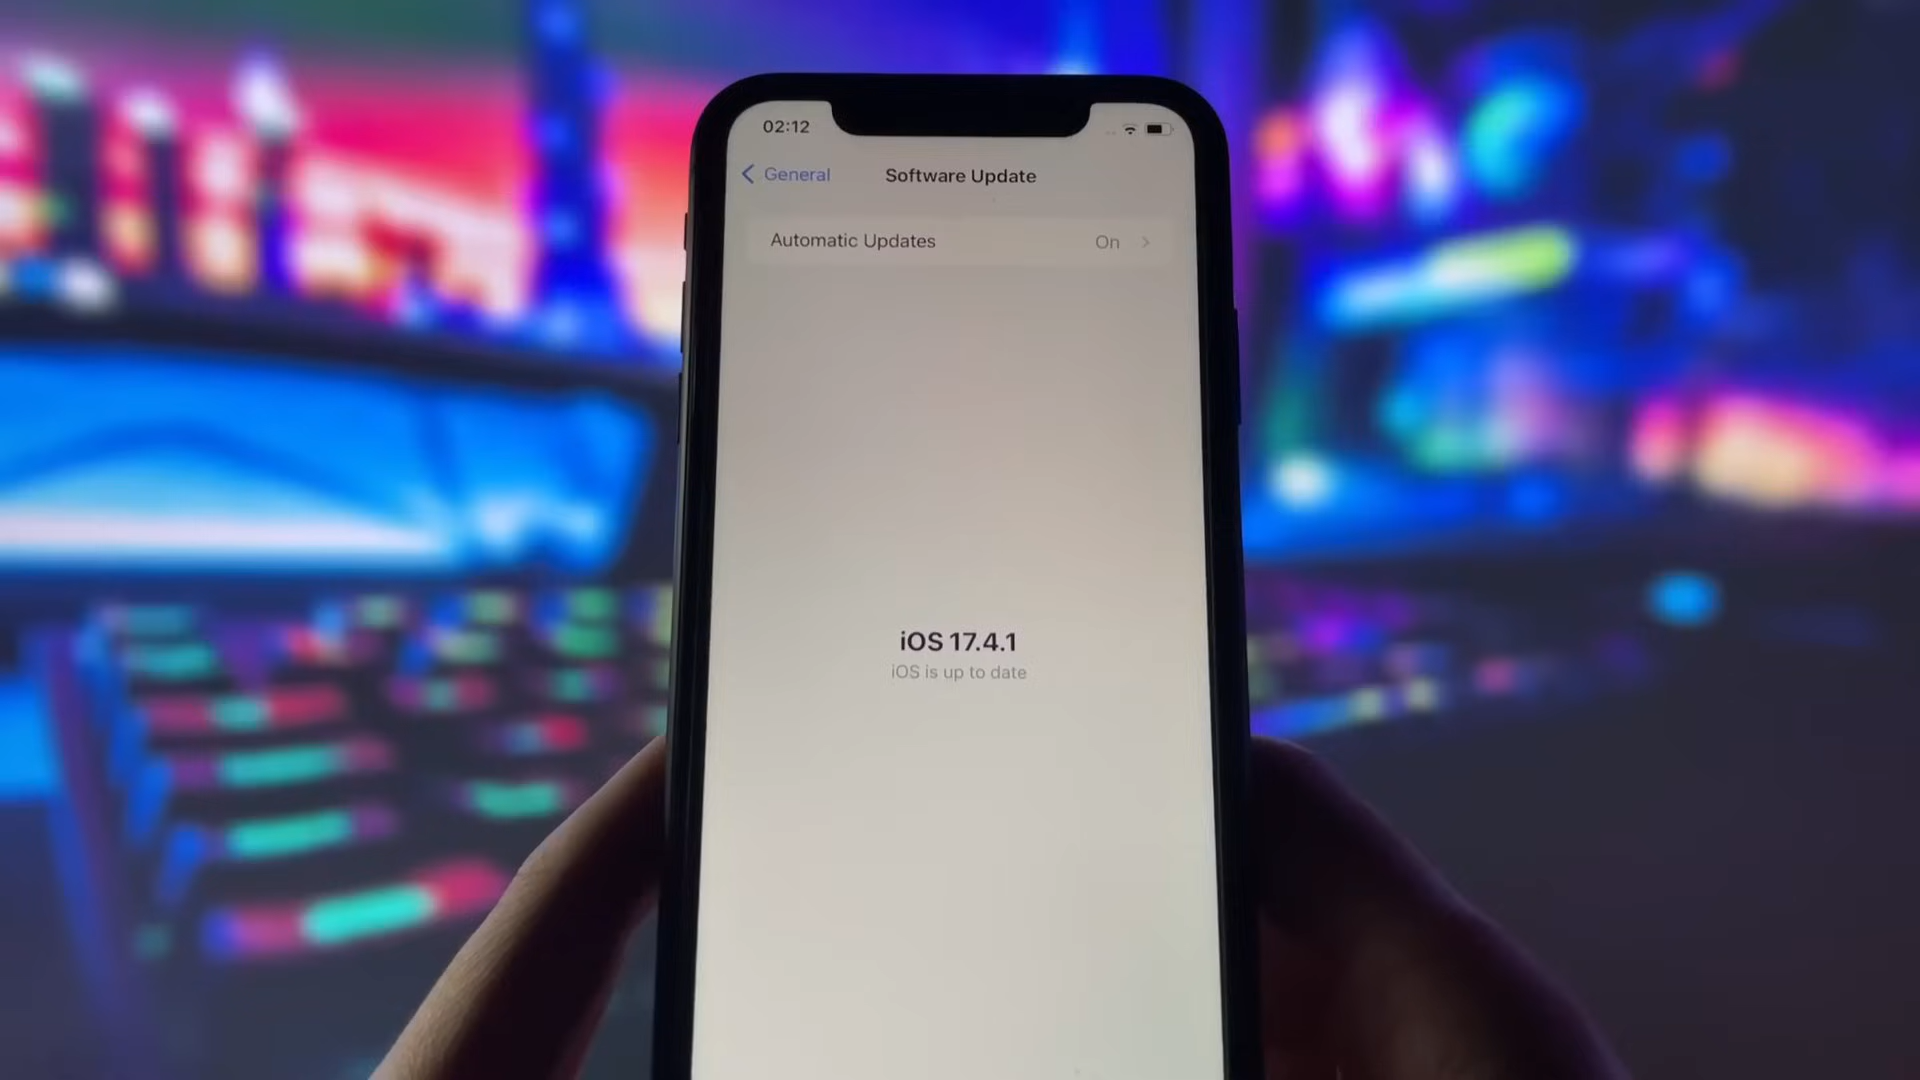 02:12
General
Software Update
Automatic Updates
On
iOS 17.4.1
iOS is up to date